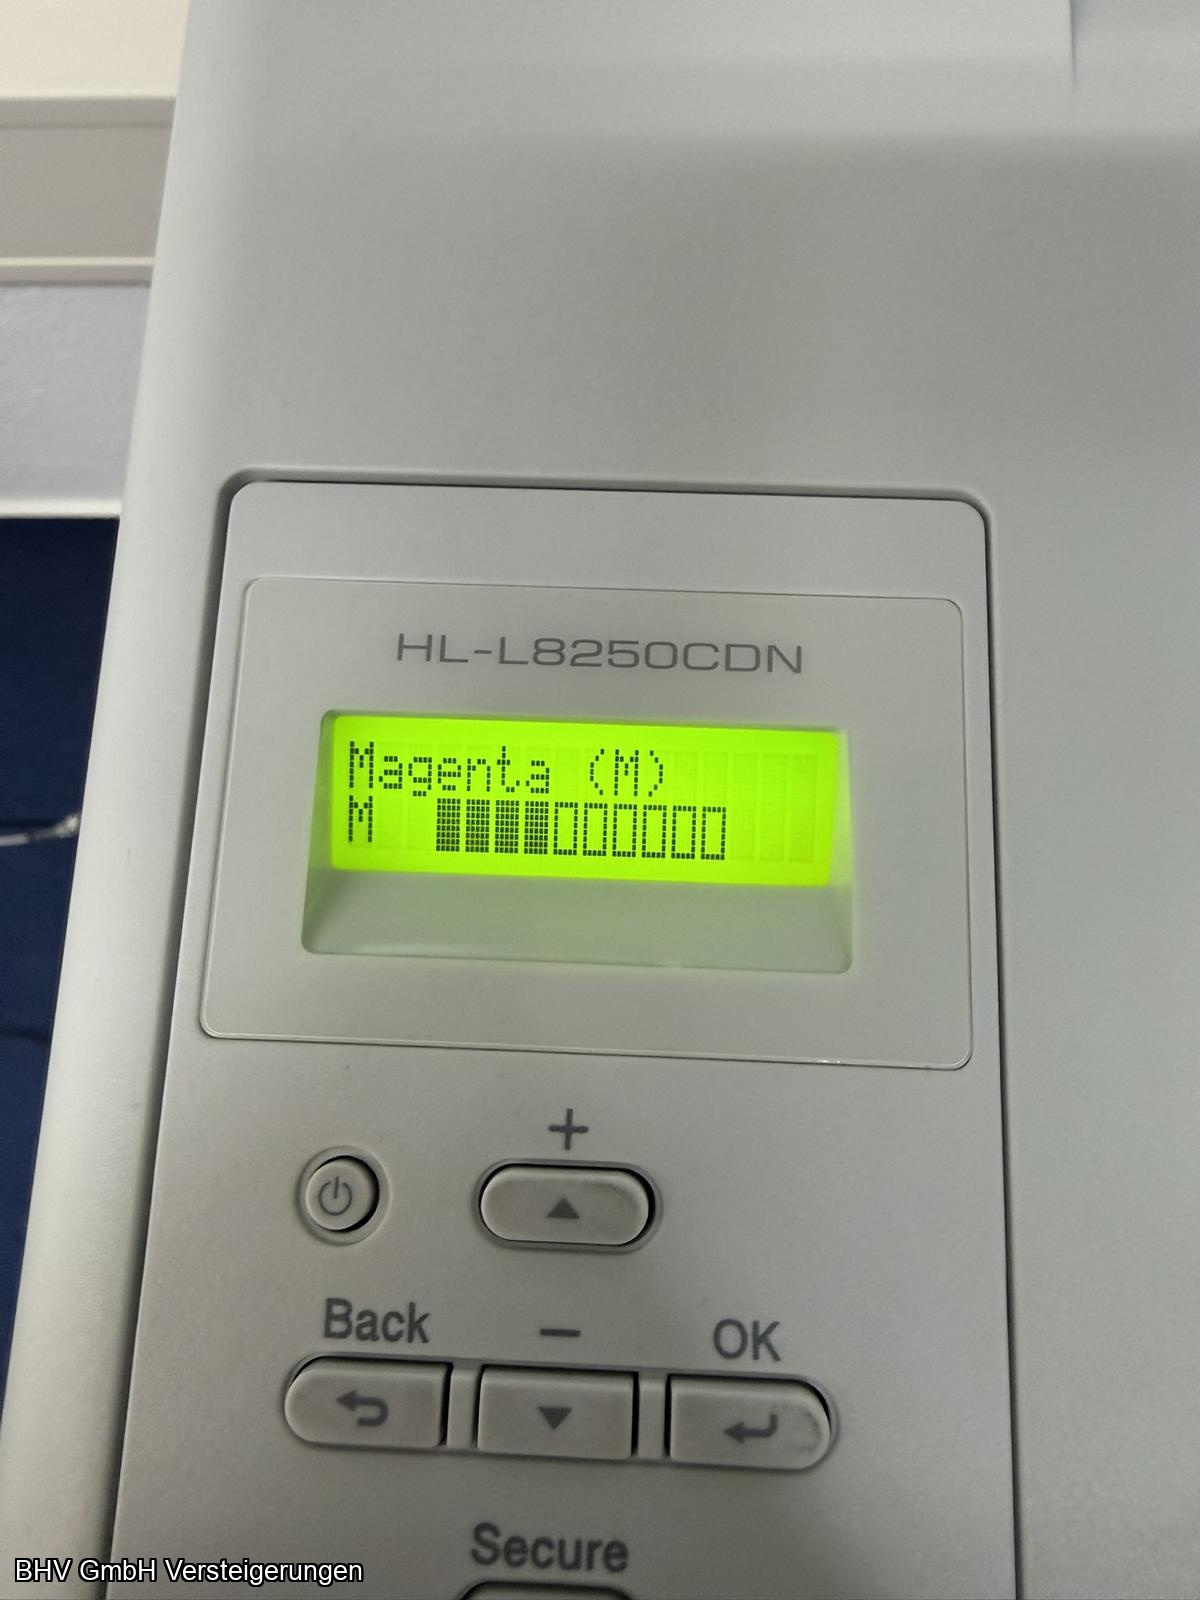 HL-L8250CDN
Magenta (M)
M ■■■■□□□□□□
+
Back
−
OK
Secure
BHV GmbH Versteigerungen